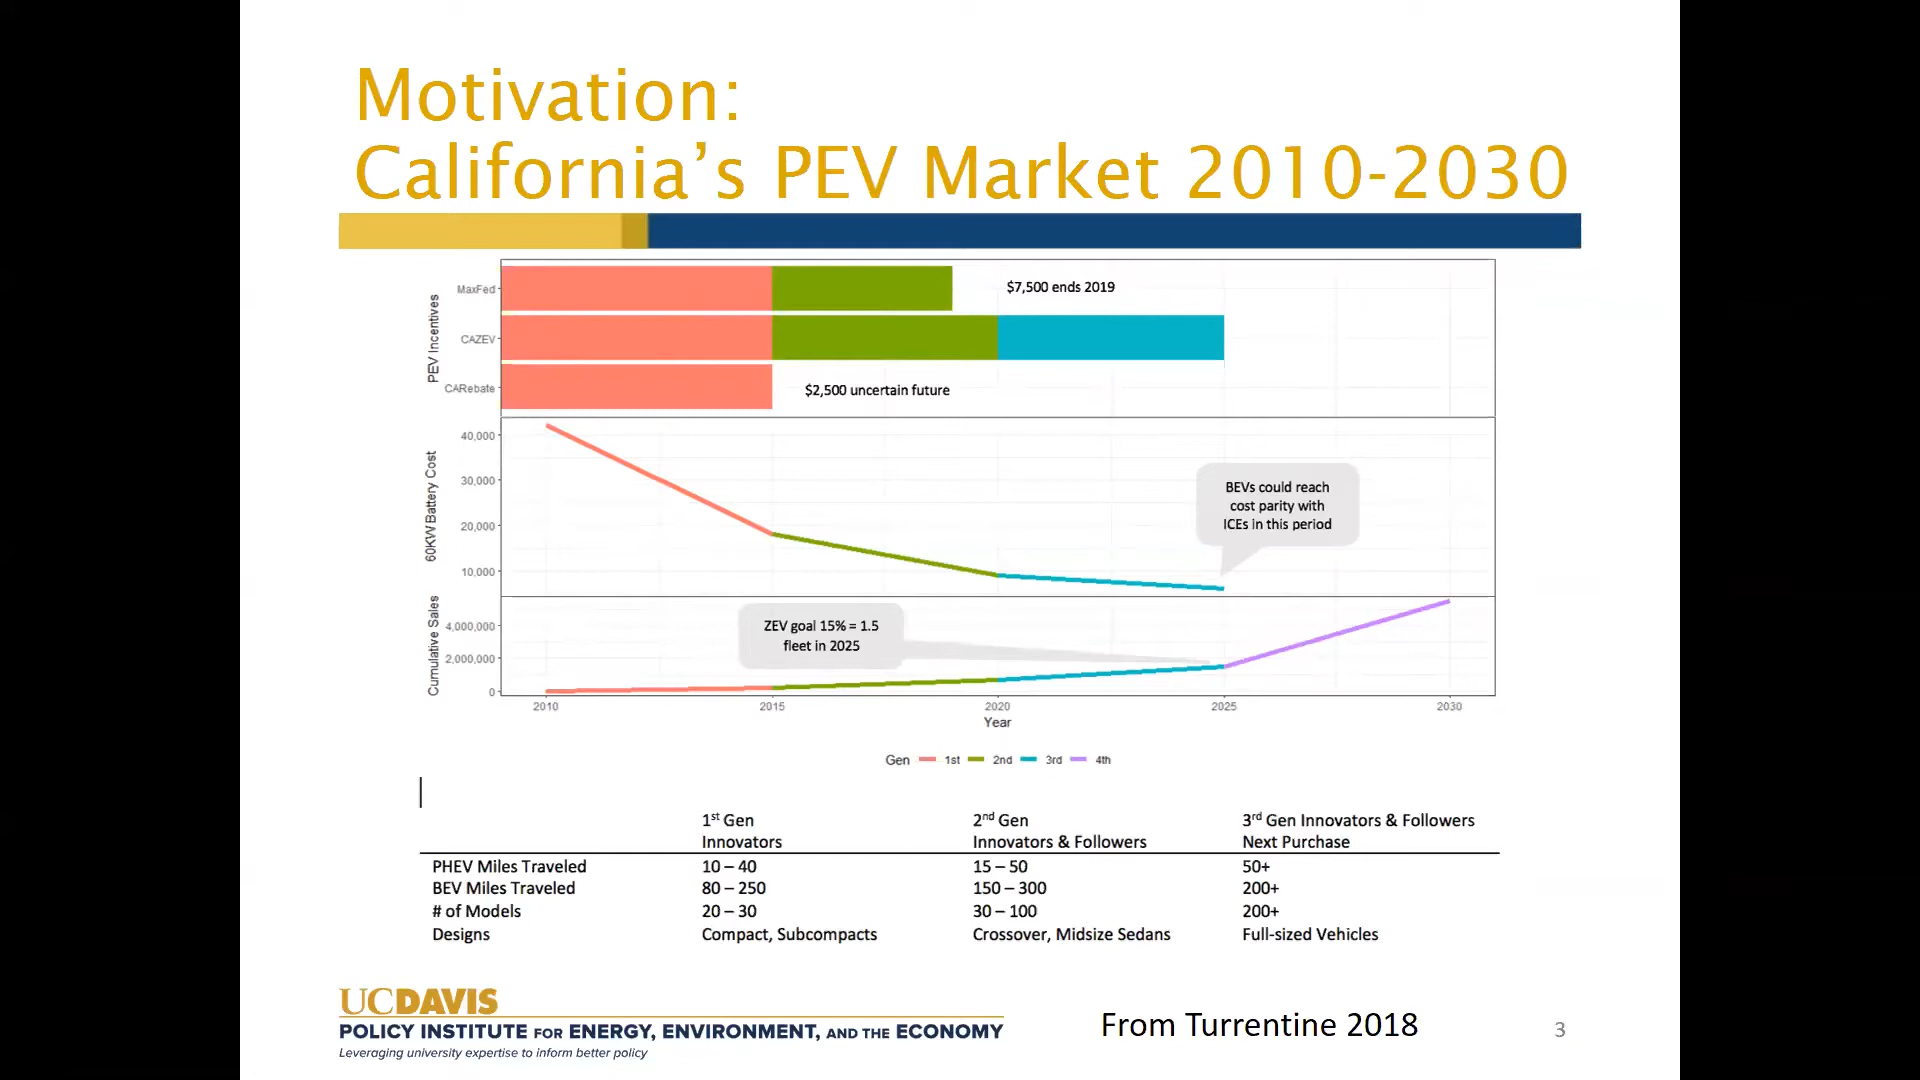 Motivation:
California’s PEV Market 2010-2030
PEV Incentives
MaxFed
$7,500 ends 2019
CAZEV
CARebate
$2,500 uncertain future
60KW Battery Cost
40,000
30,000
20,000
10,000
BEVs could reach
cost parity with
ICEs in this period
Cumulative Sales
4,000,000
2,000,000
0
ZEV goal 15% = 1.5
fleet in 2025
2010 2015 2020 2025 2030
Year
Gen 1st 2nd 3rd 4th
1st Gen 2nd Gen 3rd Gen Innovators & Followers
Innovators Innovators & Followers Next Purchase
PHEV Miles Traveled 10 – 40 15 – 50 50+
BEV Miles Traveled 80 – 250 150 – 300 200+
# of Models 20 – 30 30 – 100 200+
Designs Compact, Subcompacts Crossover, Midsize Sedans Full-sized Vehicles
UCDAVIS
POLICY INSTITUTE FOR ENERGY, ENVIRONMENT, AND THE ECONOMY
Leveraging university expertise to inform better policy
From Turrentine 2018
3